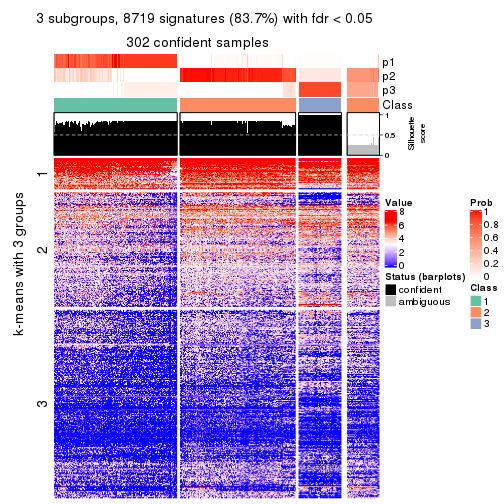 3 subgroups, 8719 signatures (83.7%) with fdr < 0.05
302 confident samples
p1
p2
p3
Class
1
0.5
0
Silhouette
score
k-means with 3 groups
1
2
3
Value
8
6
4
2
0
Status (barplots)
confident
ambiguous
Prob
1
0.8
0.6
0.4
0.2
0
Class
1
2
3